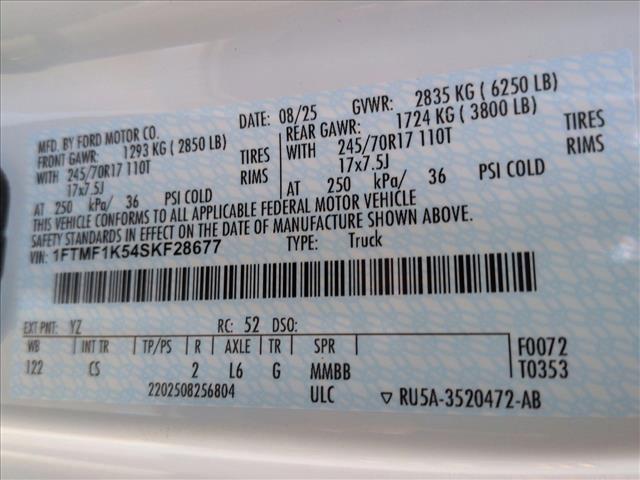 MFD. BY FORD MOTOR CO. DATE: 08/25 GVWR: 2835 KG ( 6250 LB)
FRONT GAWR: 1293 KG ( 2850 LB) REAR GAWR: 1724 KG ( 3800 LB)
WITH 245/70R17 110T TIRES WITH 245/70R17 110T TIRES
17x7.5J RIMS 17x7.5J RIMS
AT 250 kPa/ 36 PSI COLD AT 250 kPa/ 36 PSI COLD
THIS VEHICLE CONFORMS TO ALL APPLICABLE FEDERAL MOTOR VEHICLE
SAFETY STANDARDS IN EFFECT ON THE DATE OF MANUFACTURE SHOWN ABOVE.
VIN: 1FTMF1K54SKF28677 TYPE: Truck
EXT PNT: YZ RC: 52 DSO:
WB INT TR TP/PS R AXLE TR SPR F0072
122 CS 2 L6 G MMBB T0353
2202508256804 ULC ▽ RU5A-3520472-AB